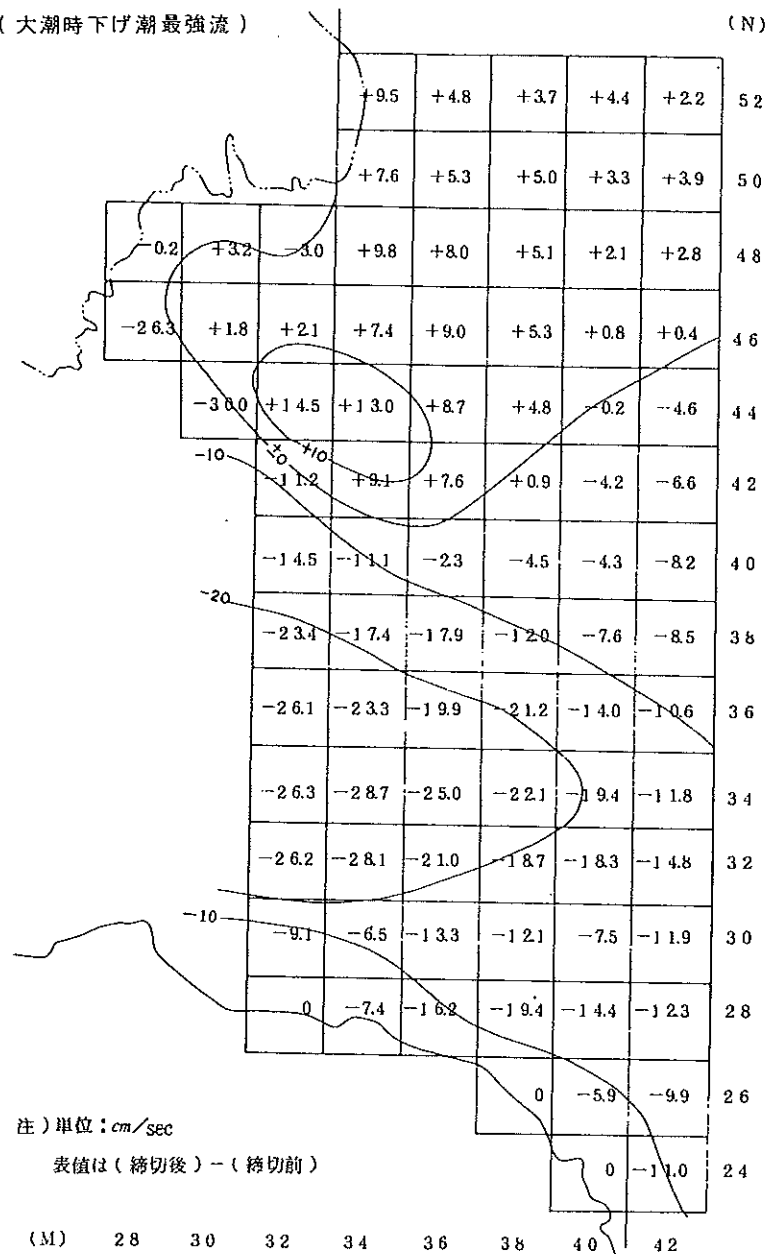 (大潮時下げ潮最強流)
(N)
+9.5 +4.8 +3.7 +4.4 +2.2 52
+7.6 +5.3 +5.0 +3.3 +3.9 50
-0.2 +3.2 -3.0 +9.8 +8.0 +5.1 +2.1 +2.8 48
-26.3 +1.8 +2.1 +7.4 +9.0 +5.3 +0.8 +0.4 46
-30.0 +14.5 +13.0 +8.7 +4.8 -0.2 -4.6 44
-10 ±0 +10
-11.2 +9.1 +7.6 +0.9 -4.2 -6.6 42
-14.5 -11.1 -2.3 -4.5 -4.3 -8.2 40
-20
-23.4 -17.4 -17.9 -12.0 -7.6 -8.5 38
-26.1 -23.3 -19.9 -21.2 -14.0 -10.6 36
-26.3 -28.7 -25.0 -22.1 -19.4 -11.8 34
-26.2 -28.1 -21.0 -18.7 -18.3 -14.8 32
-10
-9.1 -6.5 -13.3 -12.1 -7.5 -11.9 30
0 -7.4 -16.2 -19.4 -14.4 -12.3 28
0 -5.9 -9.9 26
注)単位:cm/sec
表値は(締切後)-(締切前)
0 -11.0 24
(M) 28 30 32 34 36 38 40 42